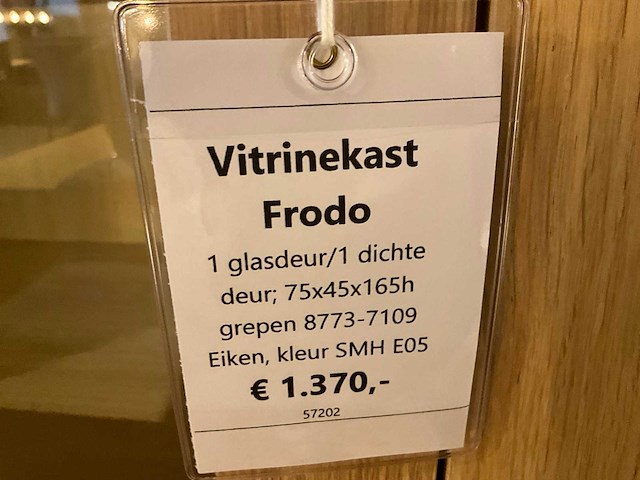 Vitrinekast
Frodo
1 glasdeur/1 dichte
deur; 75x45x165h
grepen 8773-7109
Eiken, kleur SMH E05
€ 1.370,-
57202